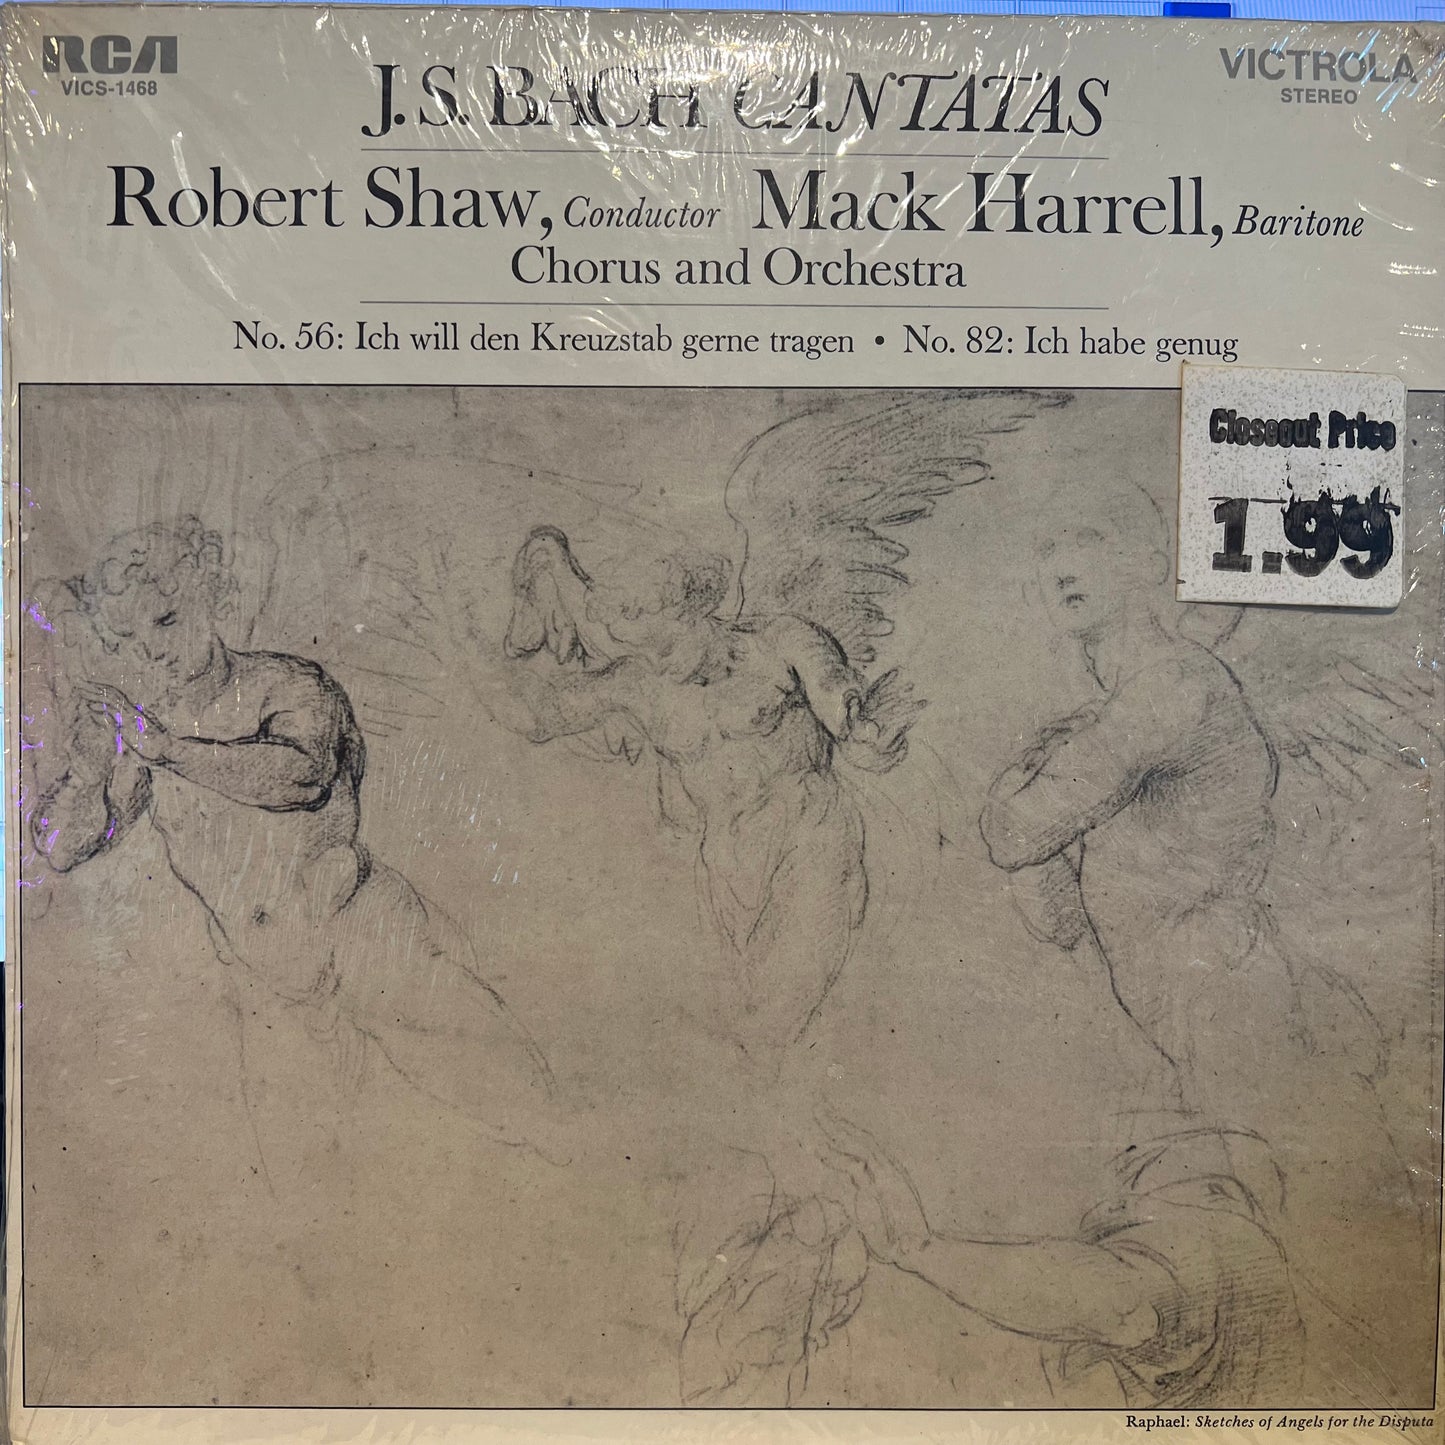 RCA
VICS-1468
VICTROLA
STEREO
J.S. BACH CANTATAS
Robert Shaw, Conductor Mack Harrell, Baritone
Chorus and Orchestra
No. 56: Ich will den Kreuzstab gerne tragen • No. 82: Ich habe genug
Closeout Price
1.99
Raphael: Sketches of Angels for the Disputa